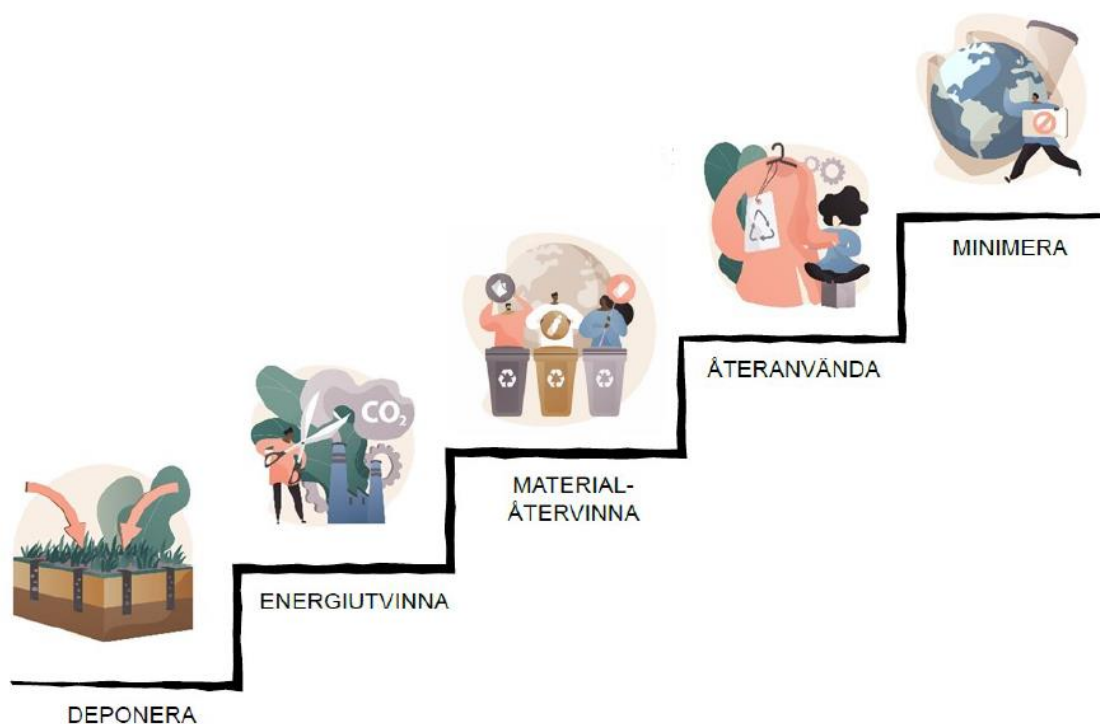 MINIMERA
ÅTERANVÄNDA
CO₂
MATERIAL-
ÅTERVINNA
ENERGIUTVINNA
DEPONERA